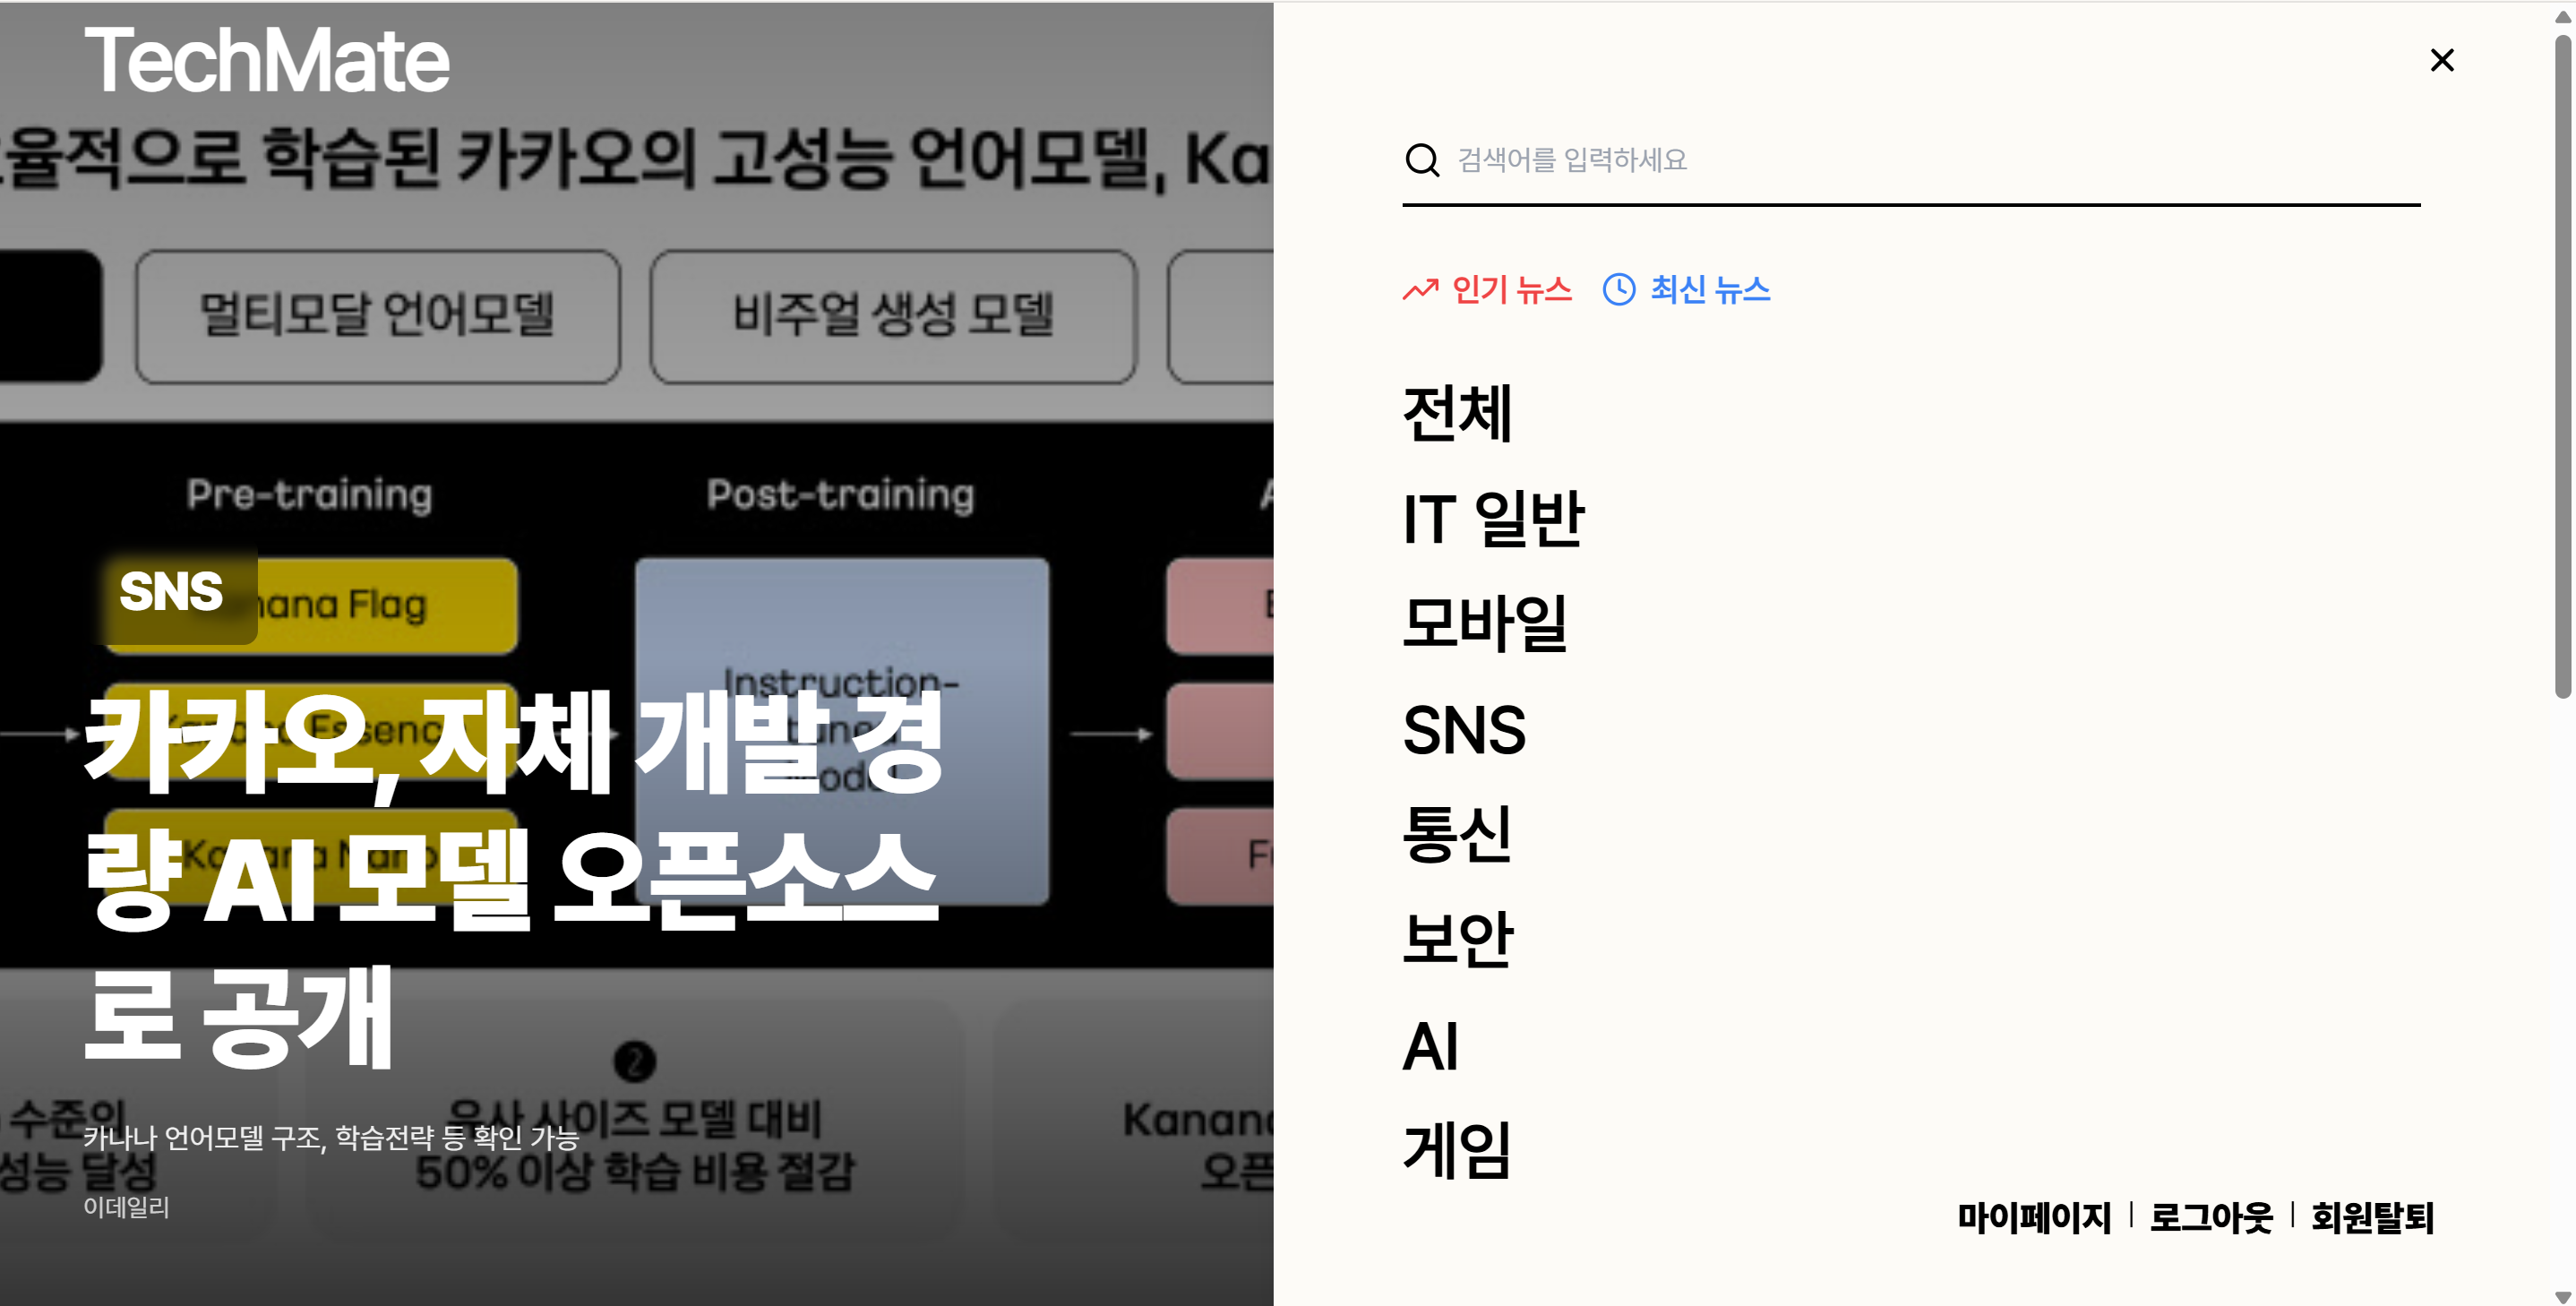 TechMate
율적으로 학습된 카카오의 고성능 언어모델, Ka
멀티모달 언어모델
비주얼 생성 모델
Pre-training
Post-training
SNS
Flag
Instruction-
카카오, 자체 개발 경
량 AI 모델 오픈소스
로 공개
2
수준의
유사 사이즈 모델 대비
카나나 언어모델 구조, 학습전략 등 확인 가능
성능 달성
50% 이상 학습 비용 절감
이데일리
검색어를 입력하세요
인기 뉴스
최신 뉴스
전체
IT 일반
모바일
SNS
통신
보안
AI
게임
마이페이지 | 로그아웃 | 회원탈퇴